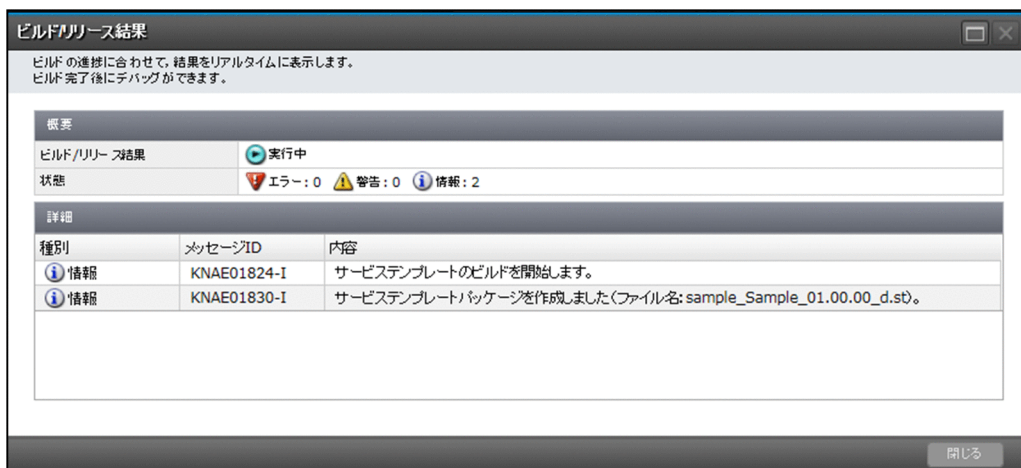 ビルド/リリース結果
ビルドの進捗に合わせて, 結果をリアルタイムに表示します。
ビルド完了後にデバッグができます。
概要
ビルド/リリース結果 実行中
状態 エラー: 0 警告: 0 情報: 2
詳細
種別 メッセージID 内容
情報 KNAE01824-I サービステンプレートのビルドを開始します。
情報 KNAE01830-I サービステンプレートパッケージを作成しました(ファイル名: sample_Sample_01.00.00_d.st)。
閉じる